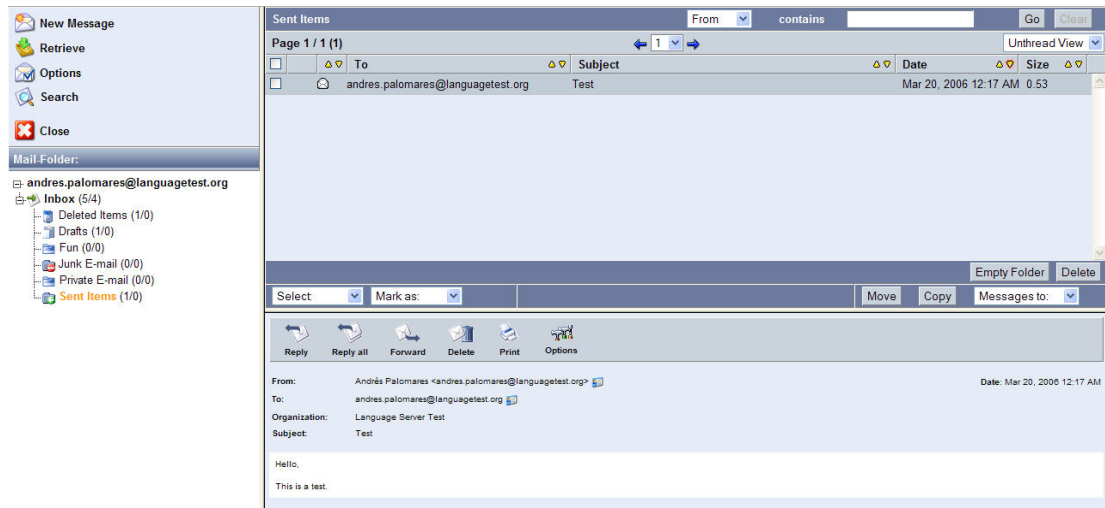 New Message
Retrieve
Options
Search
Close
Mail-Folder:
andres.palomares@languagetest.org
Inbox (5/4)
Deleted Items (1/0)
Drafts (1/0)
Fun (0/0)
Junk E-mail (0/0)
Private E-mail (0/0)
Sent Items (1/0)
Sent Items From contains Go Clear
Page 1 / 1 (1) 1 Unthread View
To Subject Date Size
andres.palomares@languagetest.org Test Mar 20, 2006 12:17 AM 0.53
Empty Folder Delete
Select Mark as: Move Copy Messages to:
Reply Reply all Forward Delete Print Options
From: Andrés Palomares <andres.palomares@languagetest.org> Date: Mar 20, 2006 12:17 AM
To: andres.palomares@languagetest.org
Organization: Language Server Test
Subject: Test
Hello,
This is a test.